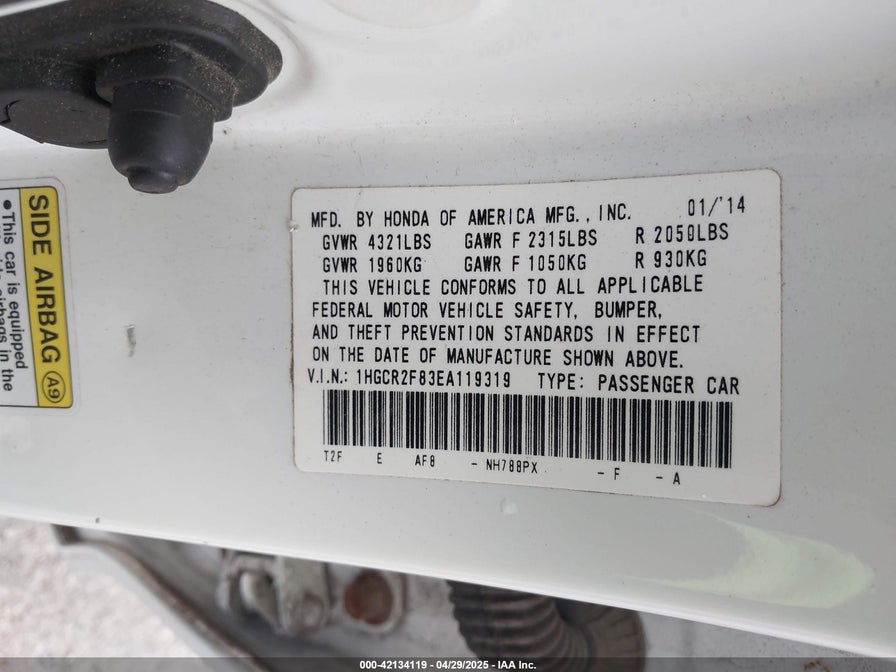 SIDE AIRBAG A9
•This car is equipped
airbags in the
MFD. BY HONDA OF AMERICA MFG., INC. 01/'14
GVWR 4321LBS GAWR F 2315LBS R 2050LBS
GVWR 1960KG GAWR F 1050KG R 930KG
THIS VEHICLE CONFORMS TO ALL APPLICABLE
FEDERAL MOTOR VEHICLE SAFETY, BUMPER,
AND THEFT PREVENTION STANDARDS IN EFFECT
ON THE DATE OF MANUFACTURE SHOWN ABOVE.
V.I.N.: 1HGCR2F83EA119319 TYPE: PASSENGER CAR
T2F E AF8 - NH788PX - F - A
000-42134119 - 04/29/2025 - IAA Inc.